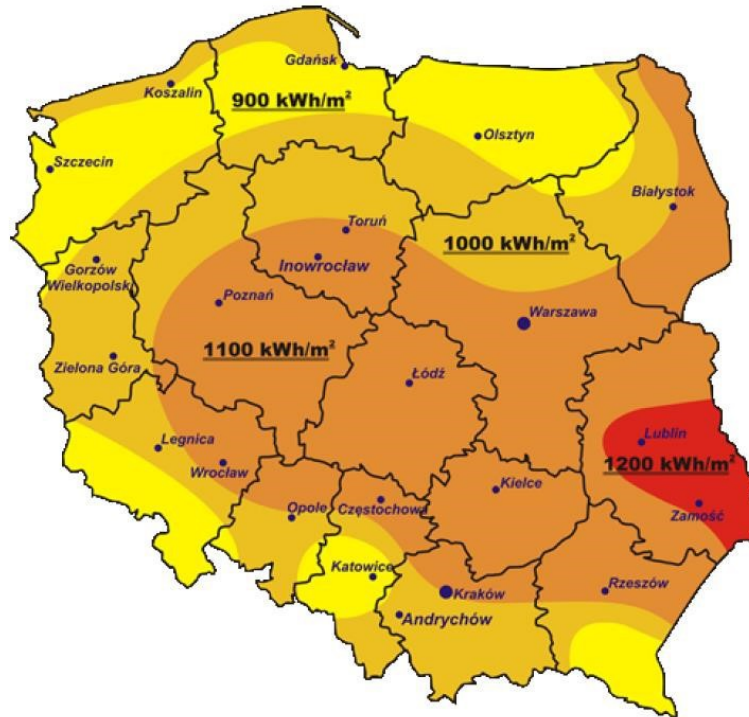 Gdańsk
Koszalin
900 kWh/m²
Olsztyn
Szczecin
Białystok
Toruń
1000 kWh/m²
Inowrocław
Gorzów
Wielkopolsk
Poznań
Warszawa
1100 kWh/m²
Zielona Góra
Łódź
Legnica
Lublin
Wrocław
1200 kWh/m²
Kielce
Opole
Częstochowa
Zamość
Katowice
Kraków
Rzeszów
Andrychów